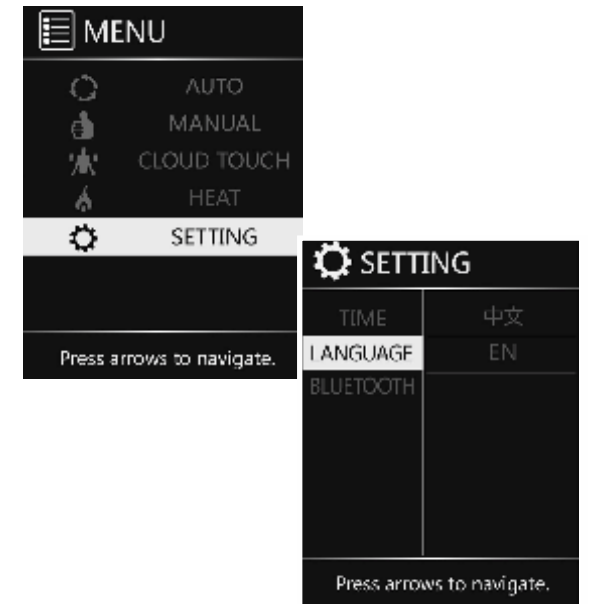 MENU
AUTO
MANUAL
CLOUD TOUCH
HEAT
SETTING
Press arrows to navigate.
SETTING
TIME 中文
LANGUAGE EN
BLUETOOTH
Press arrows to navigate.